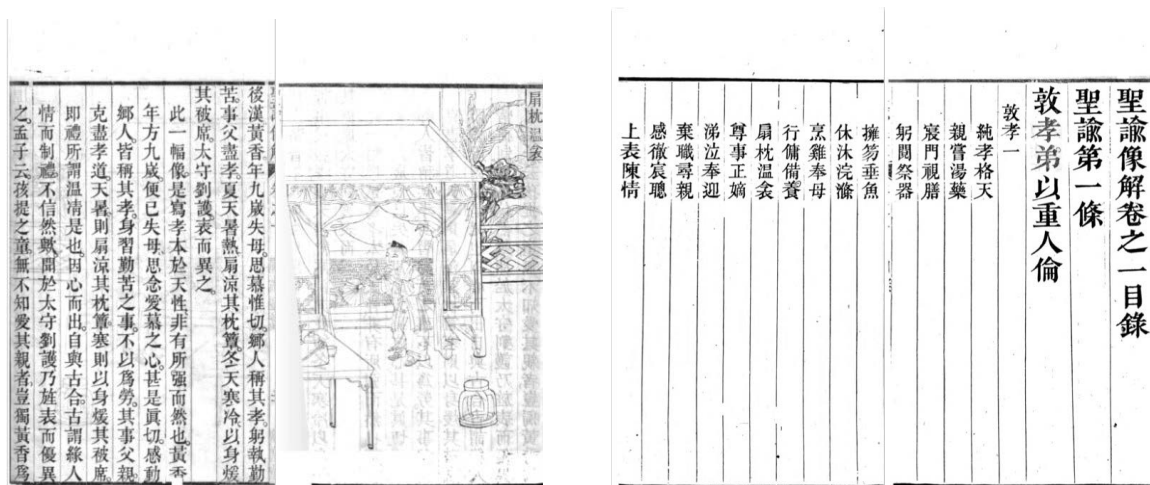 聖諭像解卷之一目錄
聖諭第一條
敦孝弟以重人倫
敦孝一
純孝格天
親嘗湯藥
寢門視膳
躬閱祭器
擁笏垂魚
休沐浣滌
烹雞奉母
行傭備養
扇枕溫衾
尊事正嫡
涕泣奉迎
棄職尋親
感徹宸聰
上表陳情
扇枕溫衾
後漢黃香年九歲失母。思慕惟切。鄉人稱其孝。躬執勤
苦。事父盡孝。夏天暑熱。扇涼其枕簟。冬天寒冷。以身煖
其被席。太守劉護。表而異之。
此一幅像。是寫孝本於天性。非有所强而然也。黃香
年方九歲。便已失母。思念愛慕之心。甚是眞切。感動
鄉人。皆稱其孝。身習勤苦之事。不以爲勞。其事父親。
克盡孝道。天暑。則扇涼其枕簟。寒則以身煖其被席。
即禮所謂溫凊是也。因心而出。自與古合。古謂緣人
情而制禮。不信然歟。聞於太守劉護。乃旌表而優異
之。孟子云。孩提之童。無不知愛其親者。豈獨黃香爲